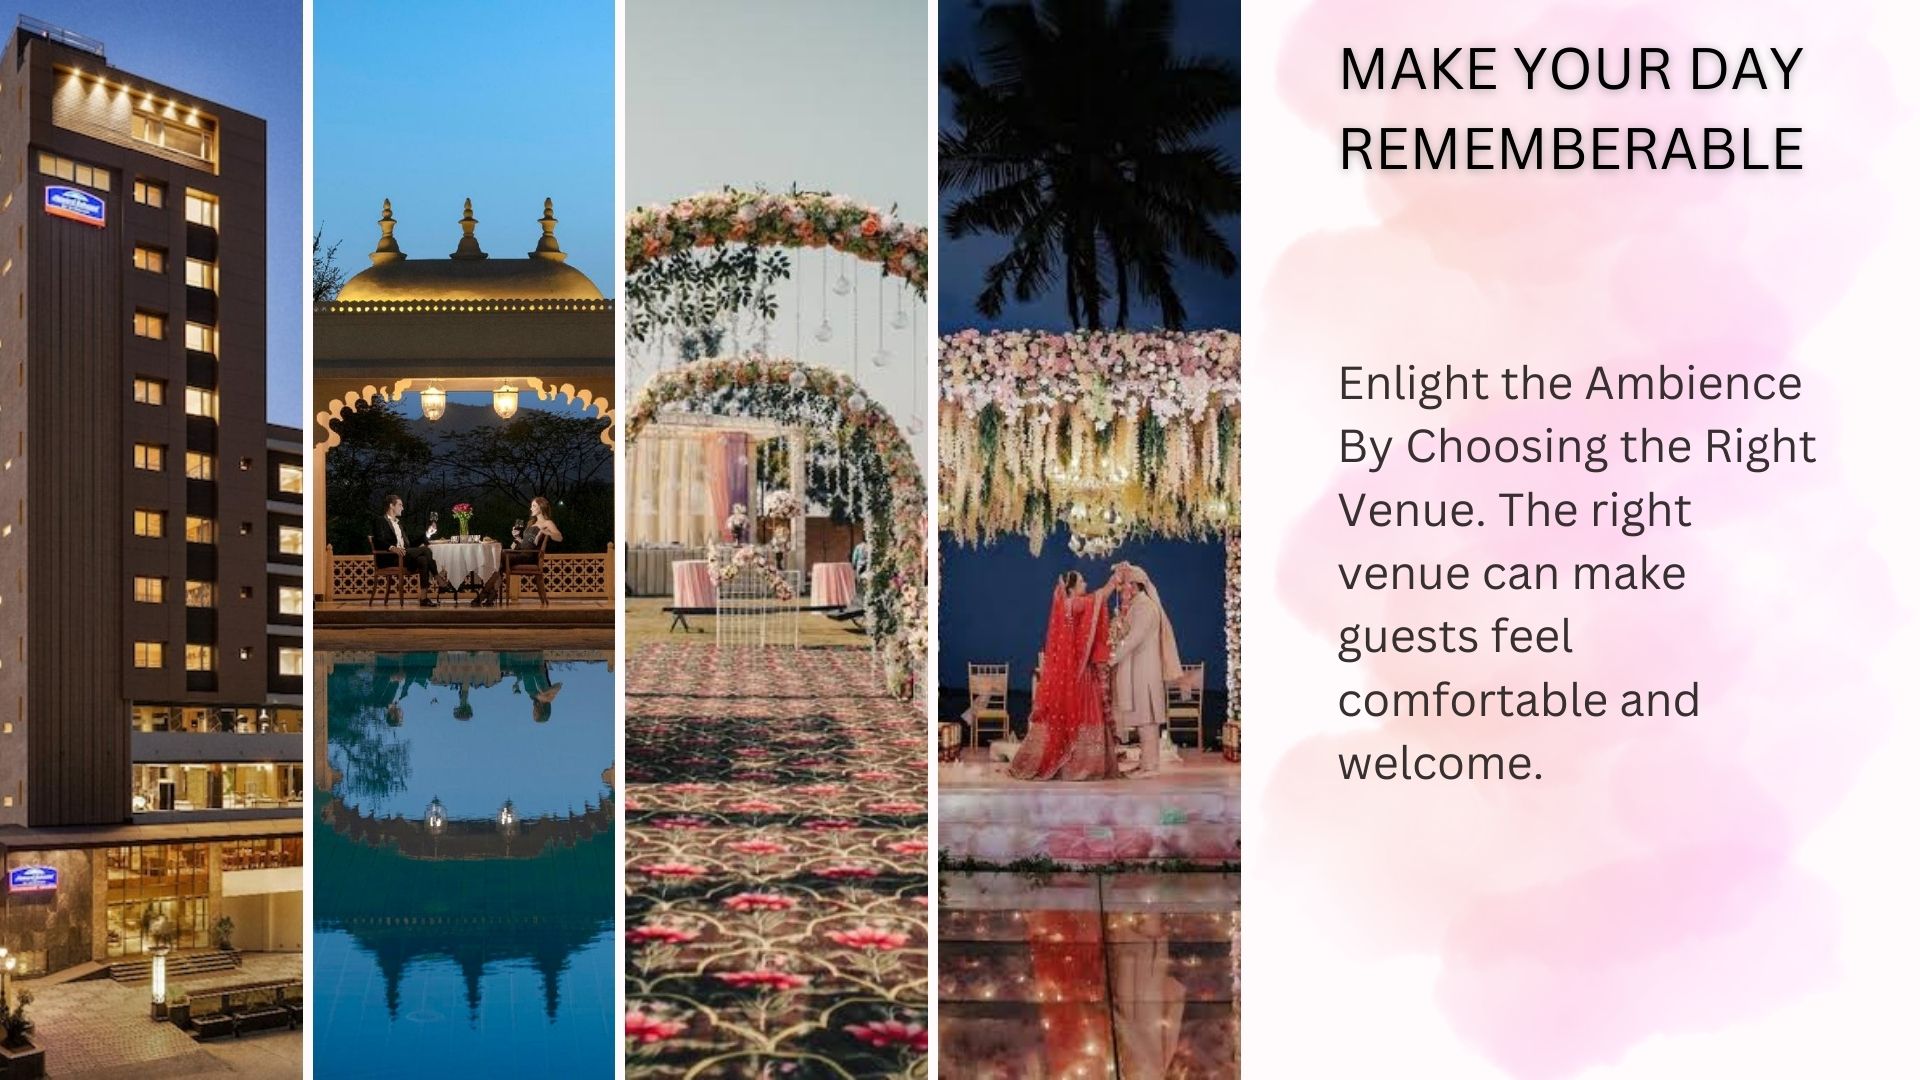 MAKE YOUR DAY
REMEMBERABLE
Enlight the Ambience
By Choosing the Right
Venue. The right
venue can make
guests feel
comfortable and
welcome.